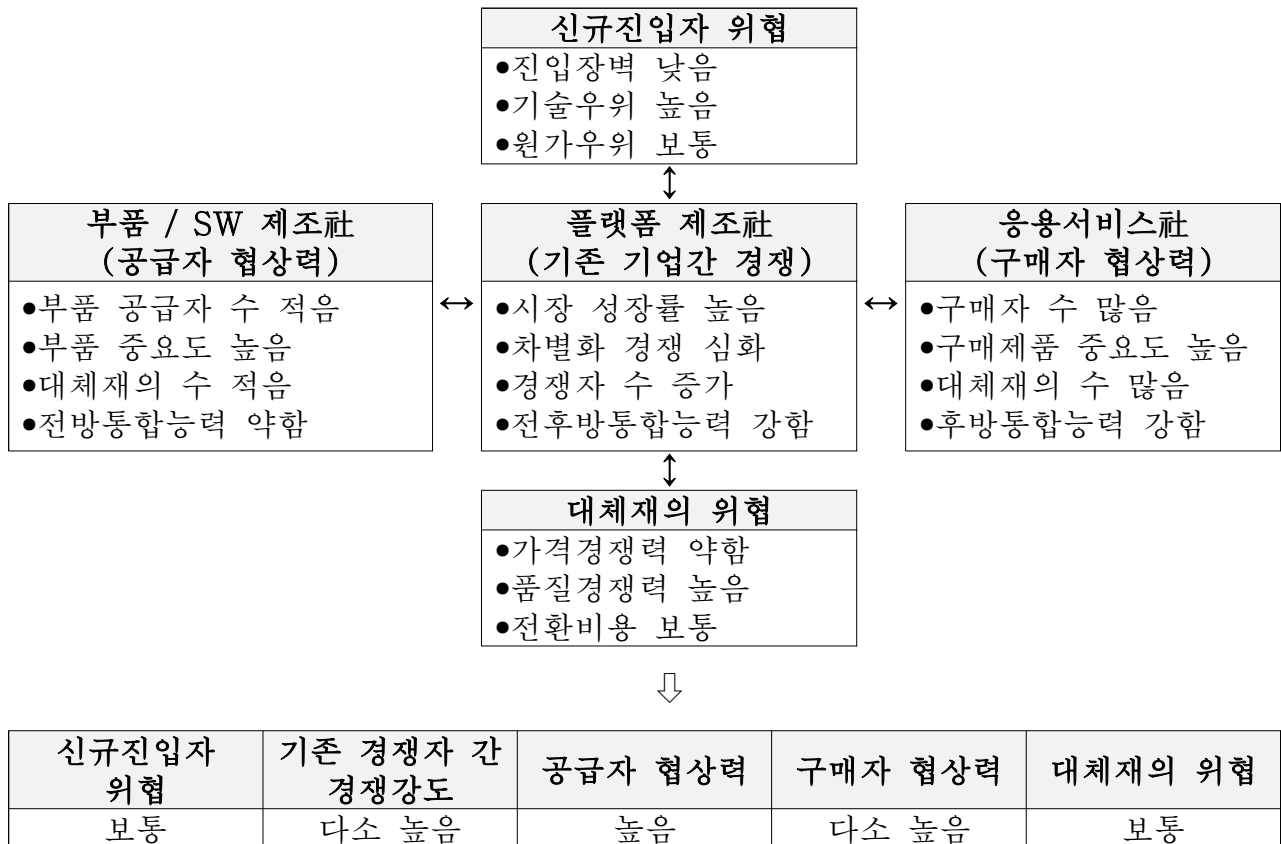 신규진입자 위협
●진입장벽 낮음
●기술우위 높음
●원가우위 보통
↕
부품 / SW 제조社
(공급자 협상력)
●부품 공급자 수 적음
●부품 중요도 높음
●대체재의 수 적음
●전방통합능력 약함
↔
플랫폼 제조社
(기존 기업간 경쟁)
●시장 성장률 높음
●차별화 경쟁 심화
●경쟁자 수 증가
●전후방통합능력 강함
↔
응용서비스社
(구매자 협상력)
●구매자 수 많음
●구매제품 중요도 높음
●대체재의 수 많음
●후방통합능력 강함
↕
대체재의 위협
●가격경쟁력 약함
●품질경쟁력 높음
●전환비용 보통
⇩
신규진입자
위협
기존 경쟁자 간
경쟁강도
공급자 협상력
구매자 협상력
대체재의 위협
보통
다소 높음
높음
다소 높음
보통